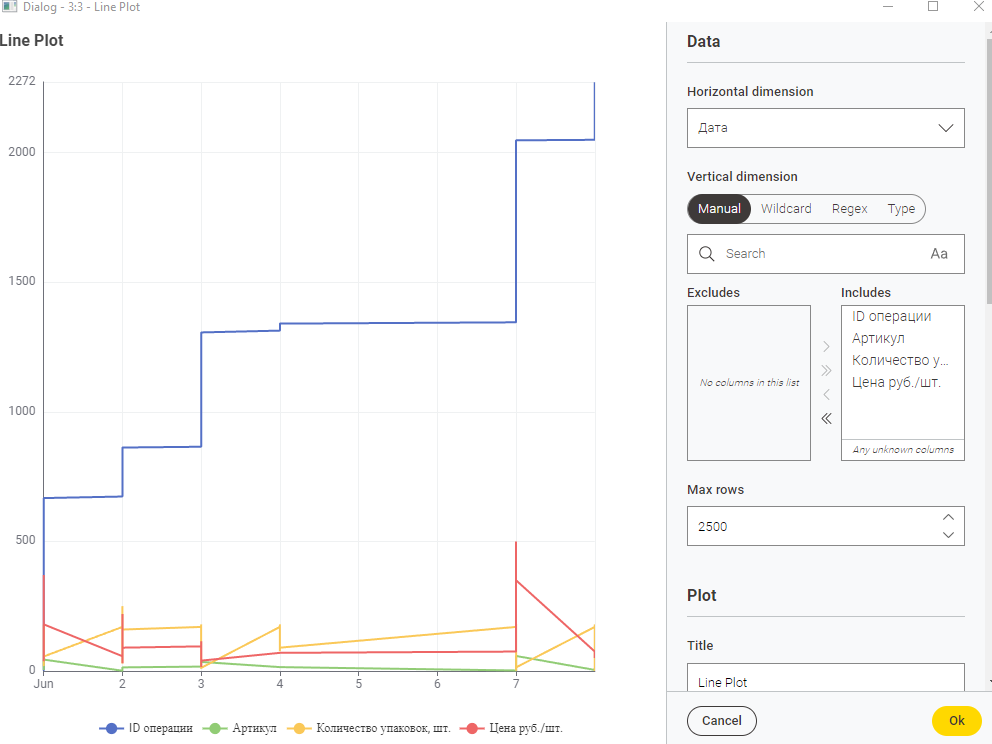 Dialog - 3:3 - Line Plot
Line Plot
2272
2000
1500
1000
500
0
Jun 2 3 4 5 6 7
ID операции Артикул Количество упаковок, шт. Цена руб./шт.
Data
Horizontal dimension
Дата
Vertical dimension
Manual Wildcard Regex Type
Search Aa
Excludes Includes
No columns in this list
ID операции
Артикул
Количество у...
Цена руб./шт.
Any unknown columns
Max rows
2500
Plot
Title
Line Plot
Cancel Ok